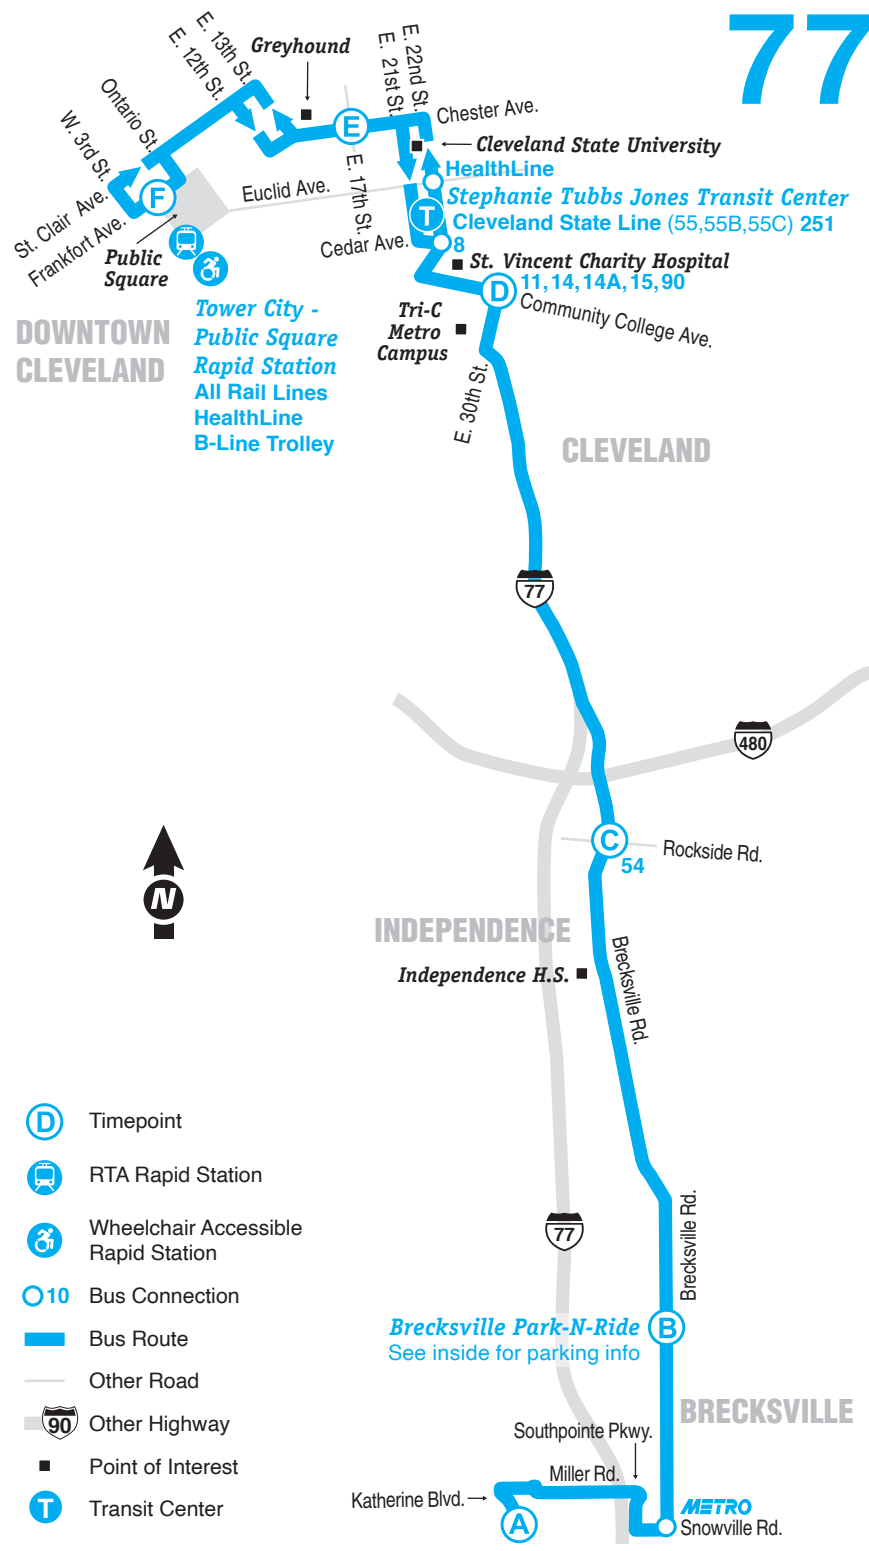 77
E. 13th St.
E. 12th St.
Greyhound
E. 22nd St.
E. 21st St.
Chester Ave.
Ontario St.
W. 3rd St.
E
Cleveland State University
HealthLine
E. 17th St.
Euclid Ave.
Stephanie Tubbs Jones Transit Center
T
Cleveland State Line (55,55B,55C) 251
F
St. Clair Ave.
Frankfort Ave.
Cedar Ave.
8
Public
Square
St. Vincent Charity Hospital
D
11,14,14A,15,90
Community College Ave.
Tri-C
Metro
Campus
DOWNTOWN
CLEVELAND
Tower City -
Public Square
Rapid Station
All Rail Lines
HealthLine
B-Line Trolley
E. 30th St.
CLEVELAND
77
480
C
Rockside Rd.
54
N
INDEPENDENCE
Independence H.S.
Brecksville Rd.
D Timepoint
RTA Rapid Station
Wheelchair Accessible
Rapid Station
10 Bus Connection
Bus Route
Other Road
90 Other Highway
Point of Interest
T Transit Center
77
Brecksville Rd.
Brecksville Park-N-Ride
B
See inside for parking info
BRECKSVILLE
Southpointe Pkwy.
Miller Rd.
Katherine Blvd.
A
METRO
Snowville Rd.